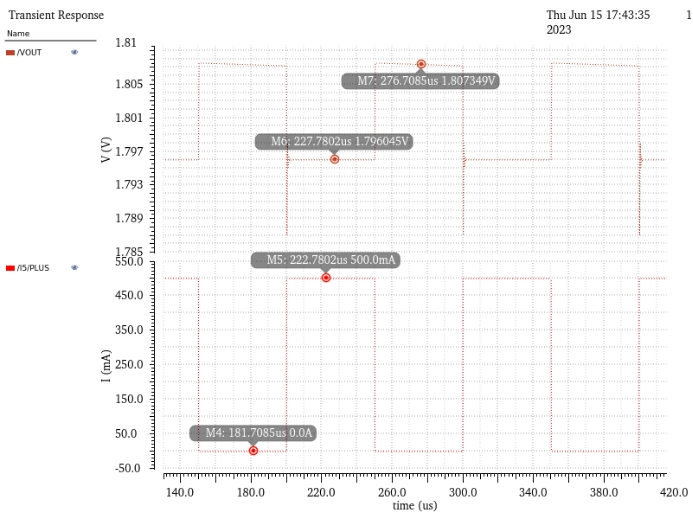 Transient Response
Thu Jun 15 17:43:35 2023
1
Name
/VOUT
1.81
1.805
1.801
1.797
1.793
1.789
1.785
V (V)
M7: 276.7085us 1.807349V
M6: 227.7802us 1.796045V
/I5/PLUS
550.0
450.0
350.0
250.0
150.0
50.0
-50.0
I (mA)
M5: 222.7802us 500.0mA
M4: 181.7085us 0.0A
140.0 180.0 220.0 260.0 300.0 340.0 380.0 420.0
time (us)